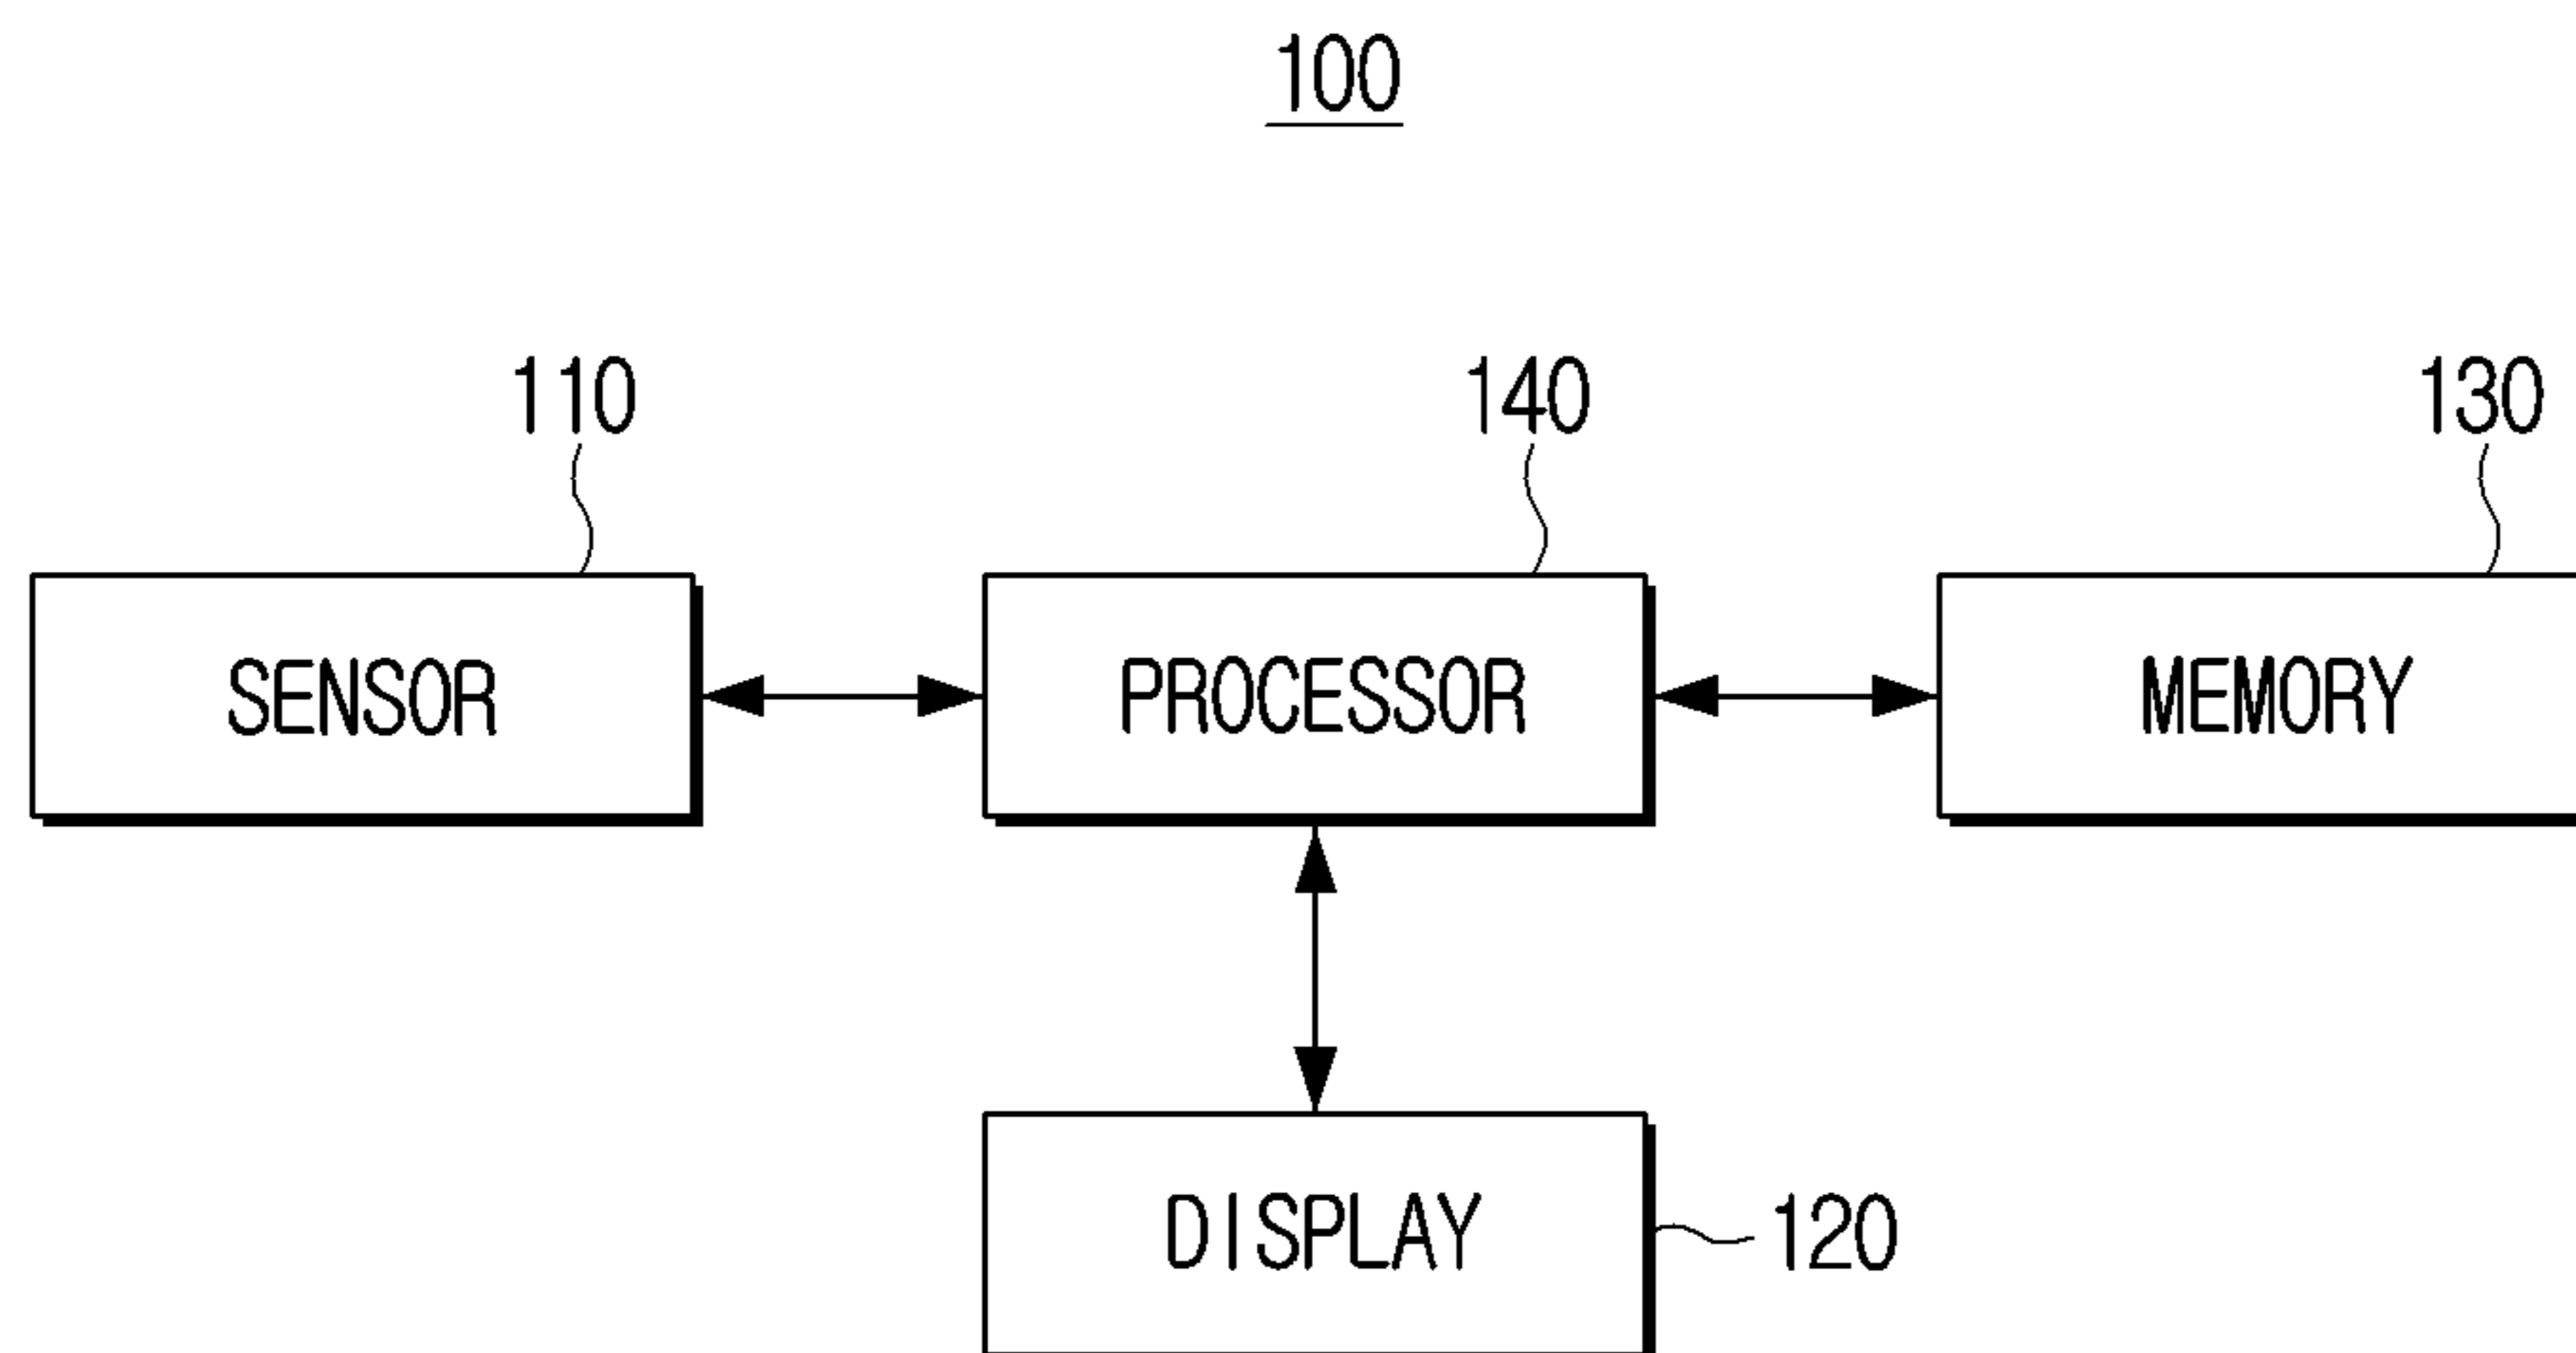 100
110
140
130
SENSOR
PROCESSOR
MEMORY
DISPLAY
120